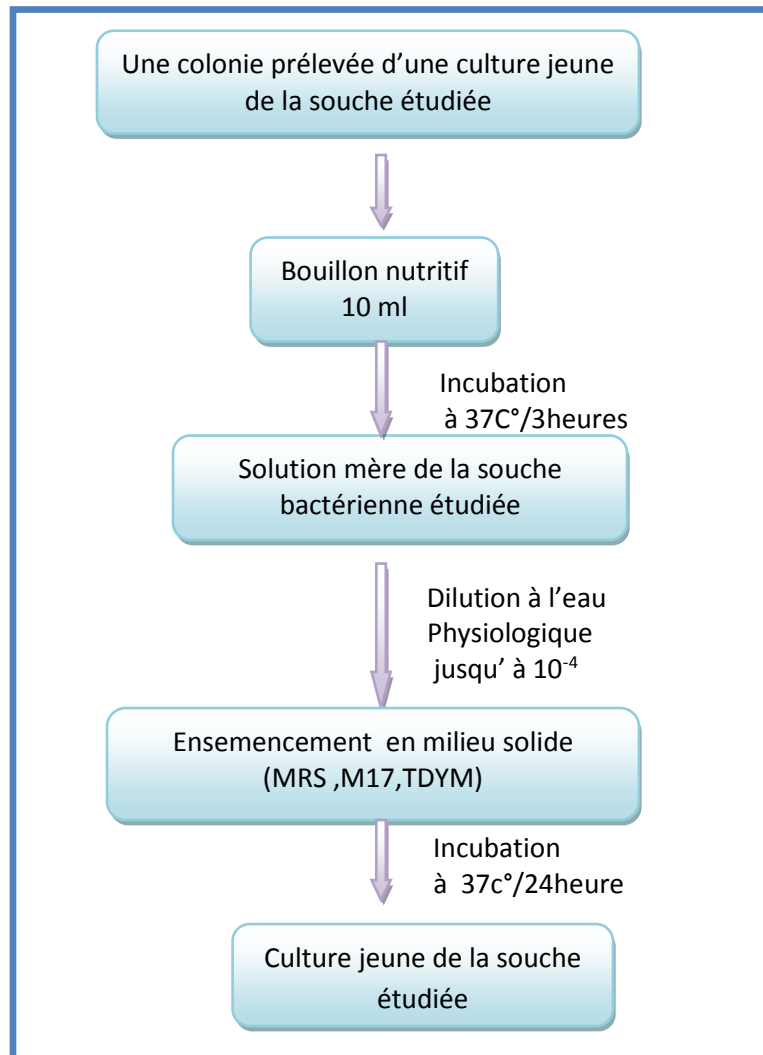 Une colonie prélevée d’une culture jeune
de la souche étudiée
Bouillon nutritif
10 ml
Incubation
à 37C°/3heures
Solution mère de la souche
bactérienne étudiée
Dilution à l’eau
Physiologique
jusqu’ à 10⁻⁴
Ensemencement en milieu solide
(MRS ,M17,TDYM)
Incubation
à 37c°/24heure
Culture jeune de la souche
étudiée